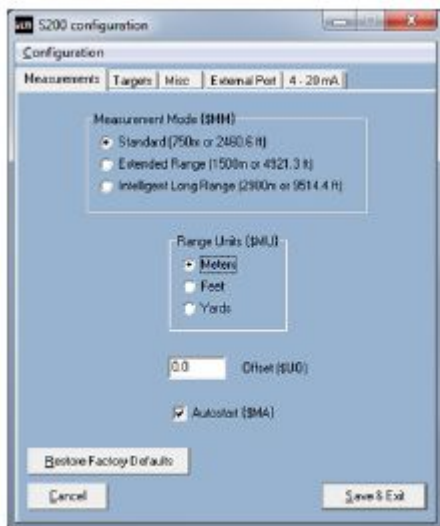 S200 configuration
Configuration
Measurements Targets Misc External Port 4 - 20 mA
Measurement Mode ($MM)
Standard (750m or 2460.6 ft)
Extended Range (1500m or 4921.3 ft)
Intelligent Long Range (2900m or 9514.4 ft)
Range Units ($MU)
Meters
Feet
Yards
0.0 Offset ($UO)
Autostart ($MA)
Restore Factory Defaults
Cancel Save & Exit